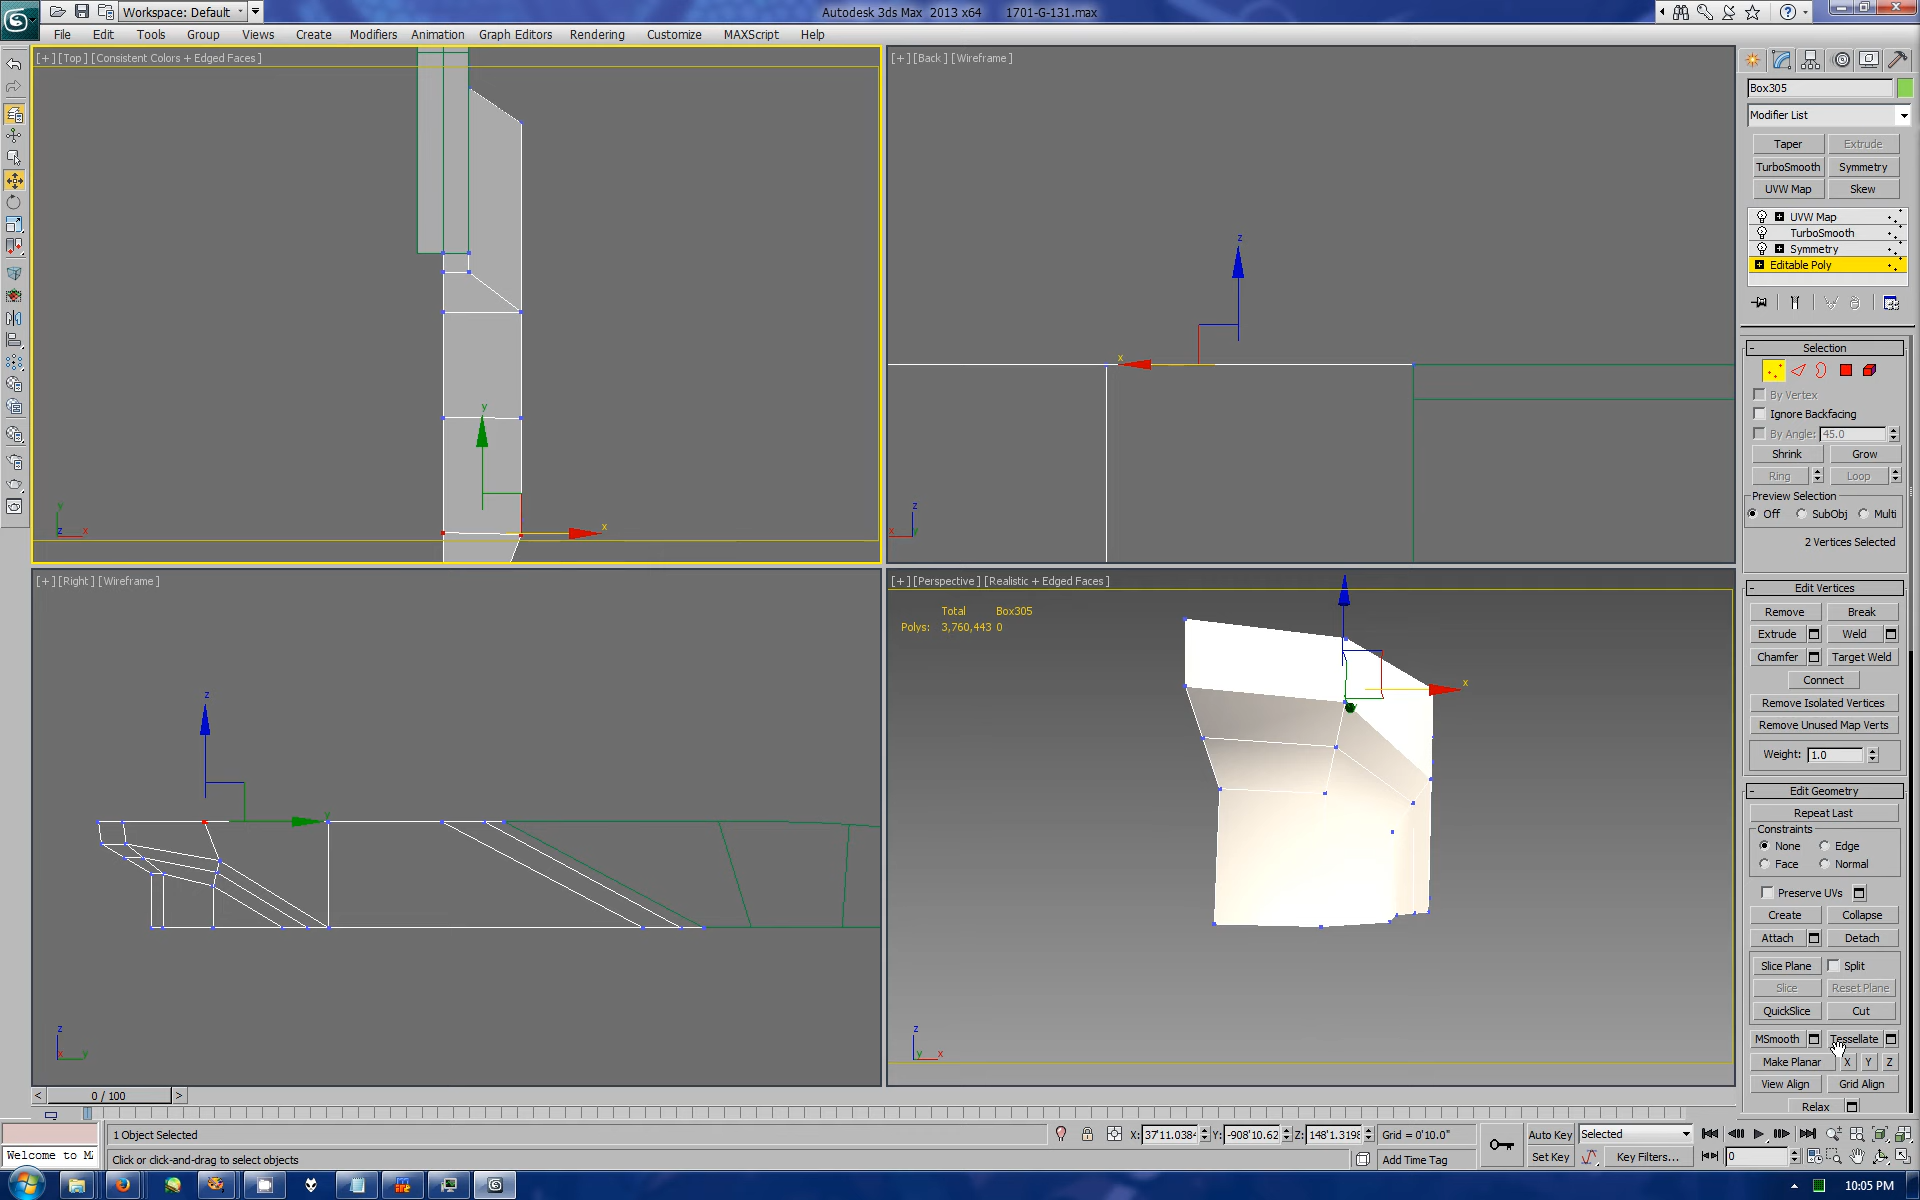 Workspace: Default
Autodesk 3ds Max 2013 x64 1701-G-131.max
File Edit Tools Group Views Create Modifiers Animation Graph Editors Rendering Customize MAXScript Help
[+][Top][Consistent Colors + Edged Faces]
[+][Back][Wireframe]
Box305
Modifier List
Taper Extrude
TurboSmooth Symmetry
UVW Map Skew
UVW Map
TurboSmooth
Symmetry
Editable Poly
Selection
By Vertex
Ignore Backfacing
By Angle: 45.0
Shrink Grow
Ring Loop
Preview Selection
Off SubObj Multi
2 Vertices Selected
Edit Vertices
Remove Break
Extrude Weld
Chamfer Target Weld
Connect
Remove Isolated Vertices
Remove Unused Map Verts
Weight: 1.0
Edit Geometry
Repeat Last
Constraints
None Edge
Face Normal
Preserve UVs
Create Collapse
Attach Detach
Slice Plane Split
Slice Reset Plane
QuickSlice Cut
MSmooth Tessellate
Make Planar X Y Z
View Align Grid Align
Relax
y
x
y
z x
z
x
z
x y
[+][Right][Wireframe]
z
y
z
x y
[+][Perspective][Realistic + Edged Faces]
Total Box305
Polys: 3,760,443 0
x
z
y x
< 0 / 100 >
1 Object Selected
X: 37'11.0384 Y: -908'10.62 Z: 148'1.3198 Grid = 0'10.0"
Auto Key Selected
Welcome to M
Click or click-and-drag to select objects
Add Time Tag
Set Key Key Filters... 0
10:05 PM